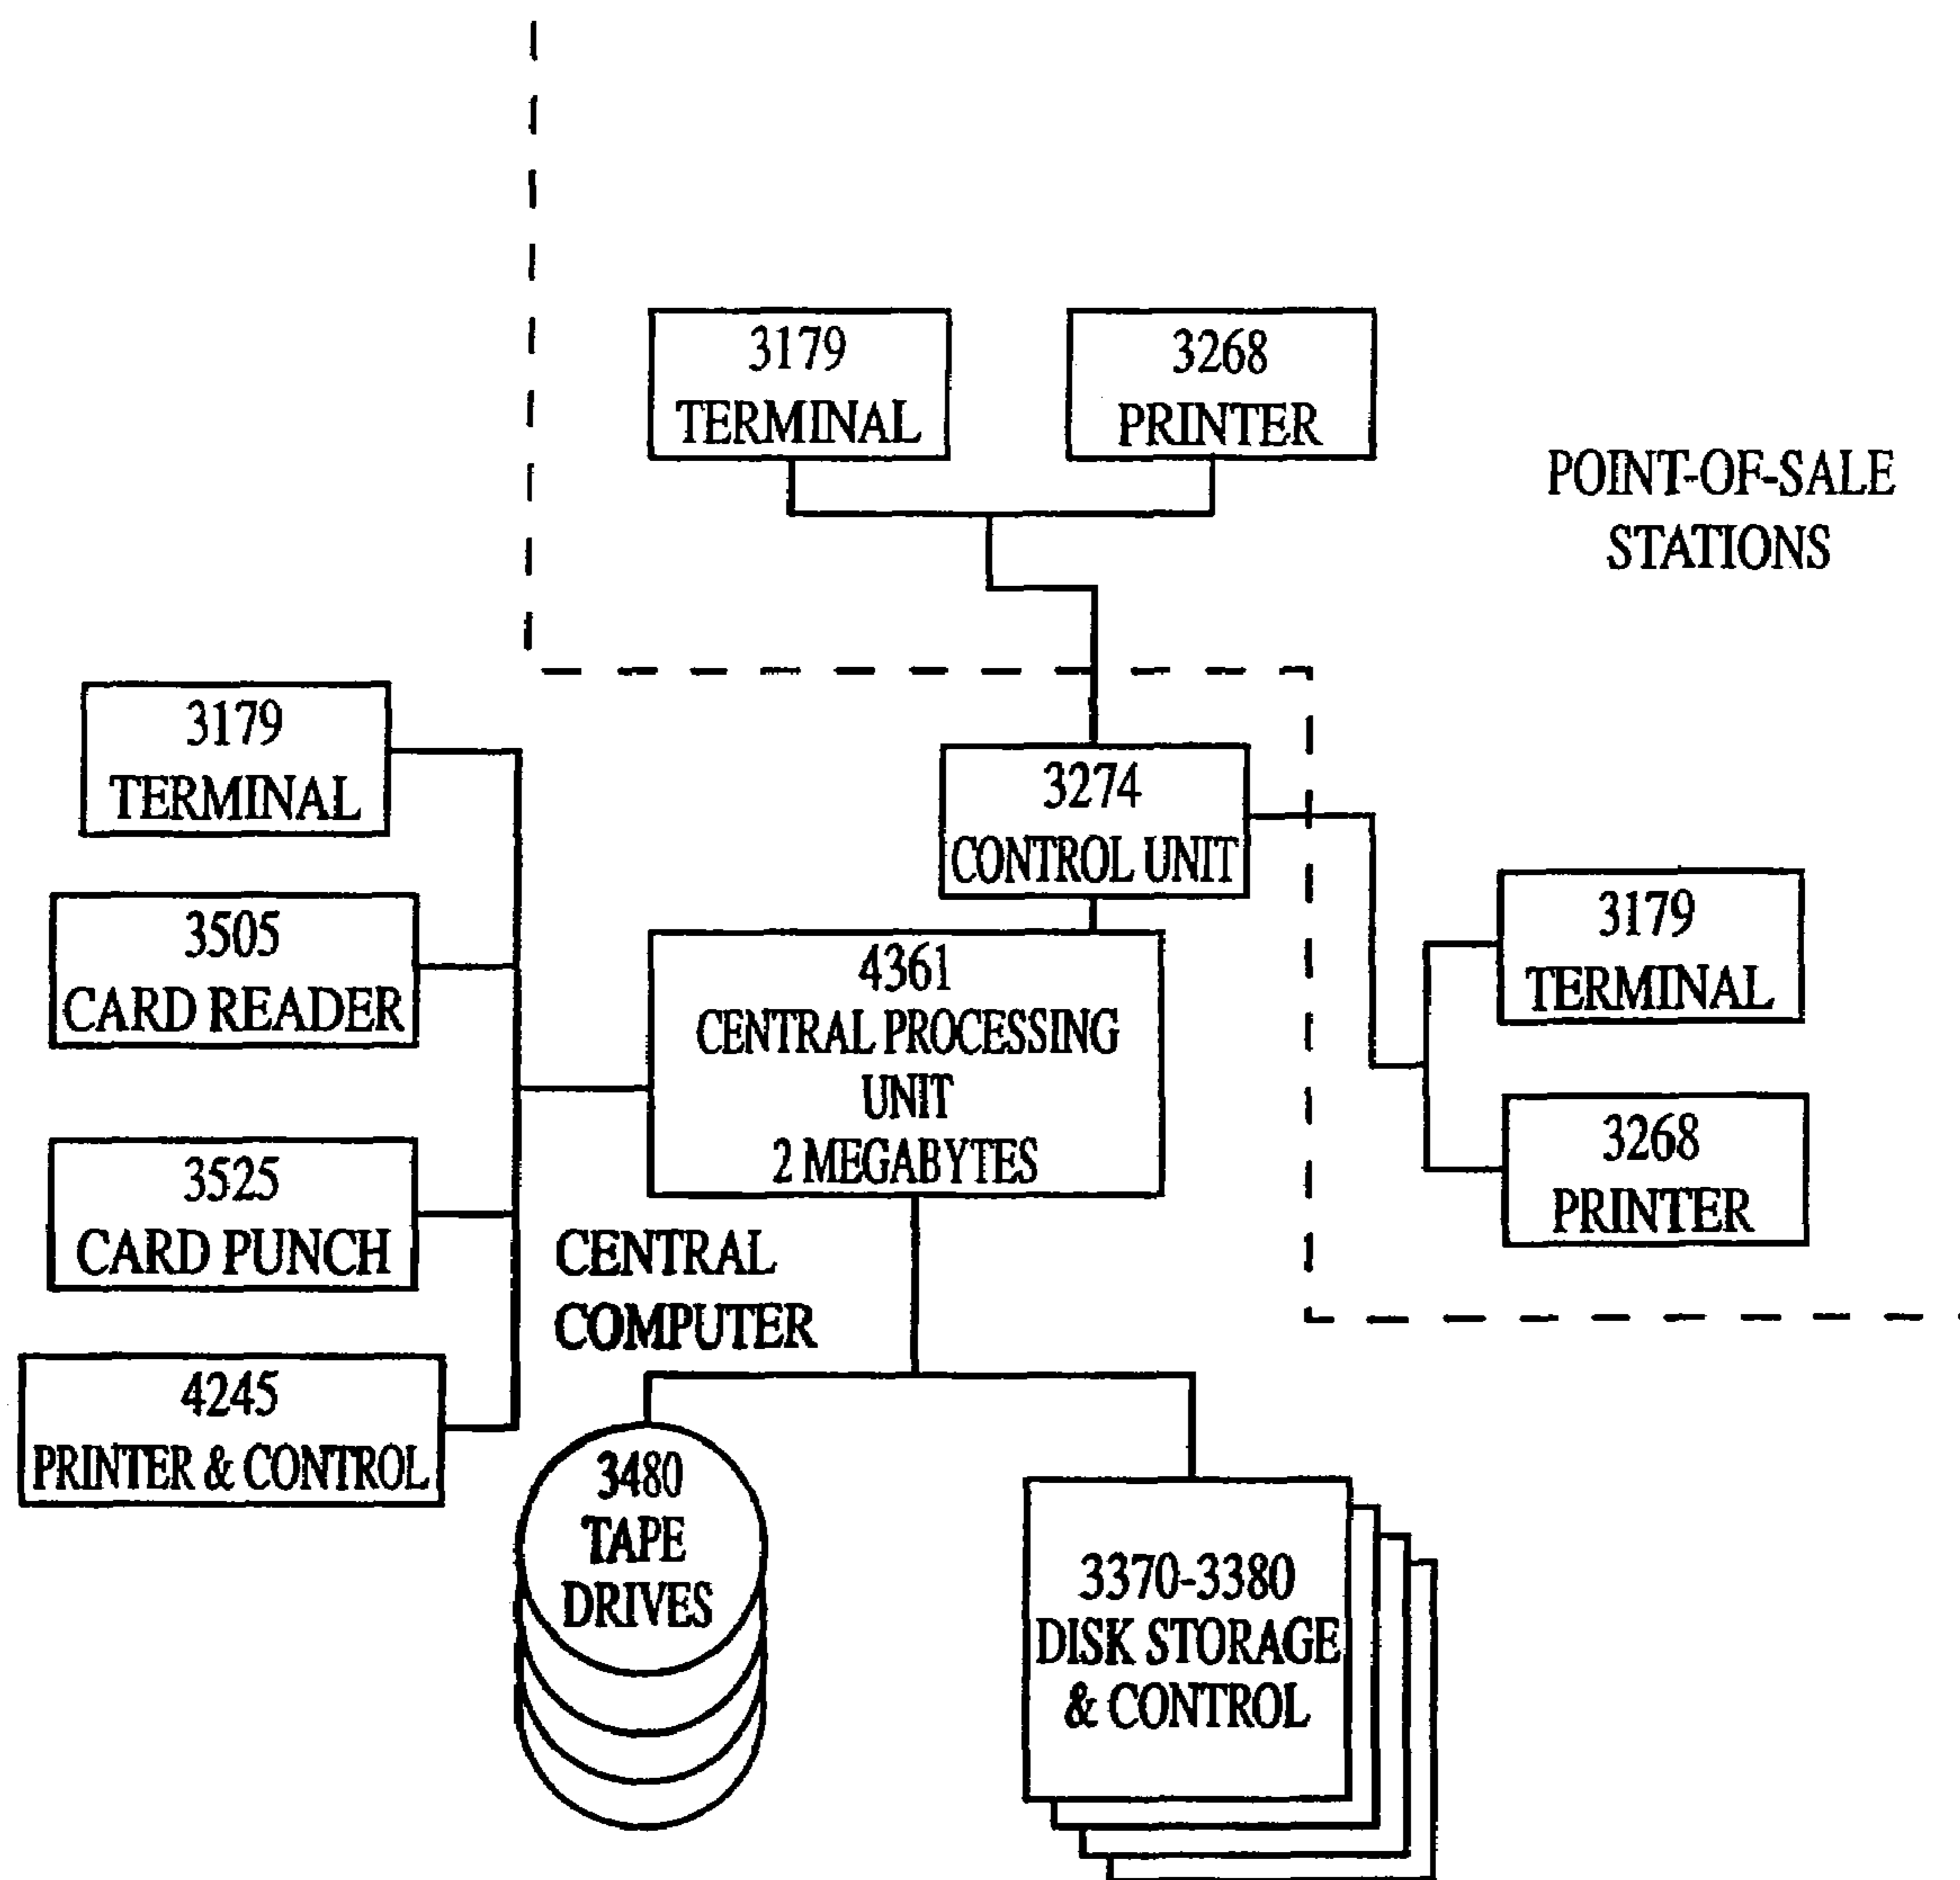 3179
TERMINAL
3268
PRINTER
POINT-OF-SALE
STATIONS
3179
TERMINAL
3274
CONTROL UNIT
3505
CARD READER
4361
CENTRAL PROCESSING
UNIT
2 MEGABYTES
3179
TERMINAL
3268
PRINTER
3525
CARD PUNCH
CENTRAL
COMPUTER
4245
PRINTER & CONTROL
3480
TAPE
DRIVES
3370-3380
DISK STORAGE
& CONTROL